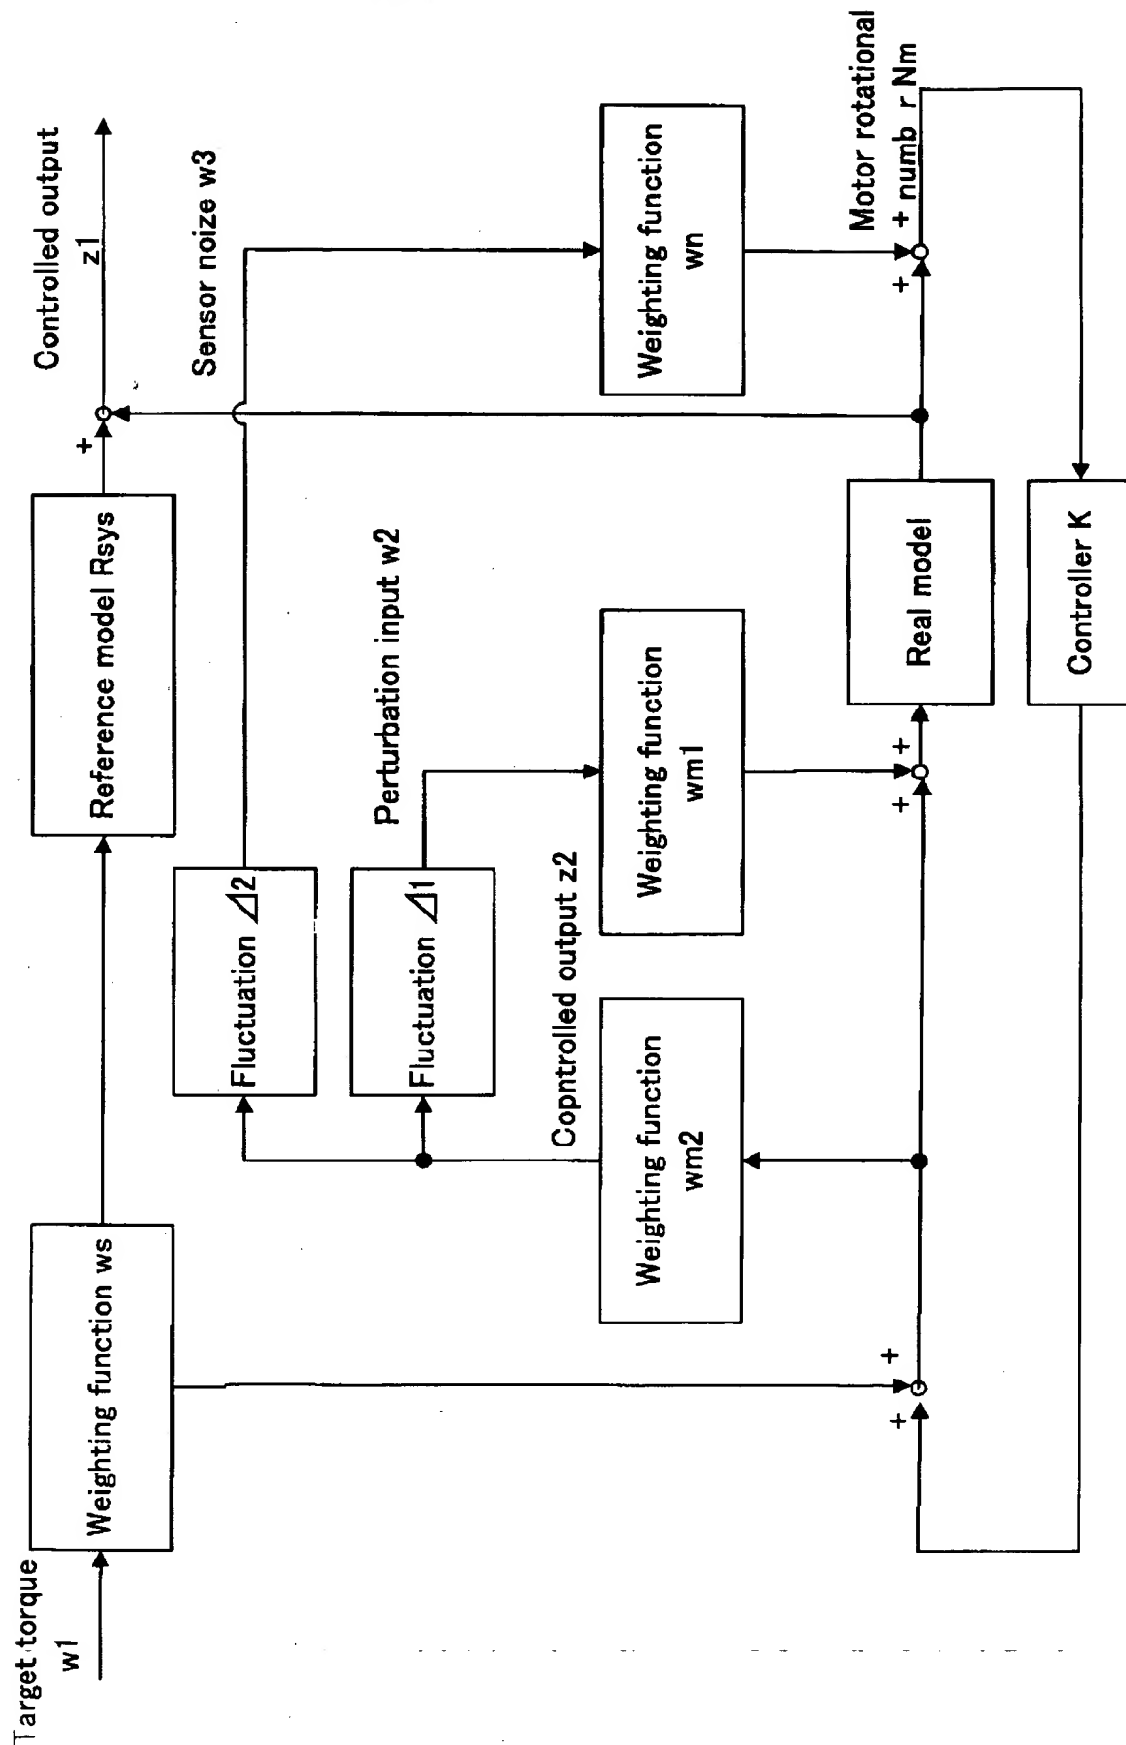 Target torque
w1
Weighting function ws
Reference model Rsys
+
Controlled output
z1
Fluctuation Δ2
Sensor noize w3
Fluctuation Δ1
Perturbation input w2
Copntrolled output z2
Weighting function
wm2
Weighting function
wm1
Weighting function
wn
+
+
+
+
Real model
+
+
Motor rotational
numb r Nm
Controller K